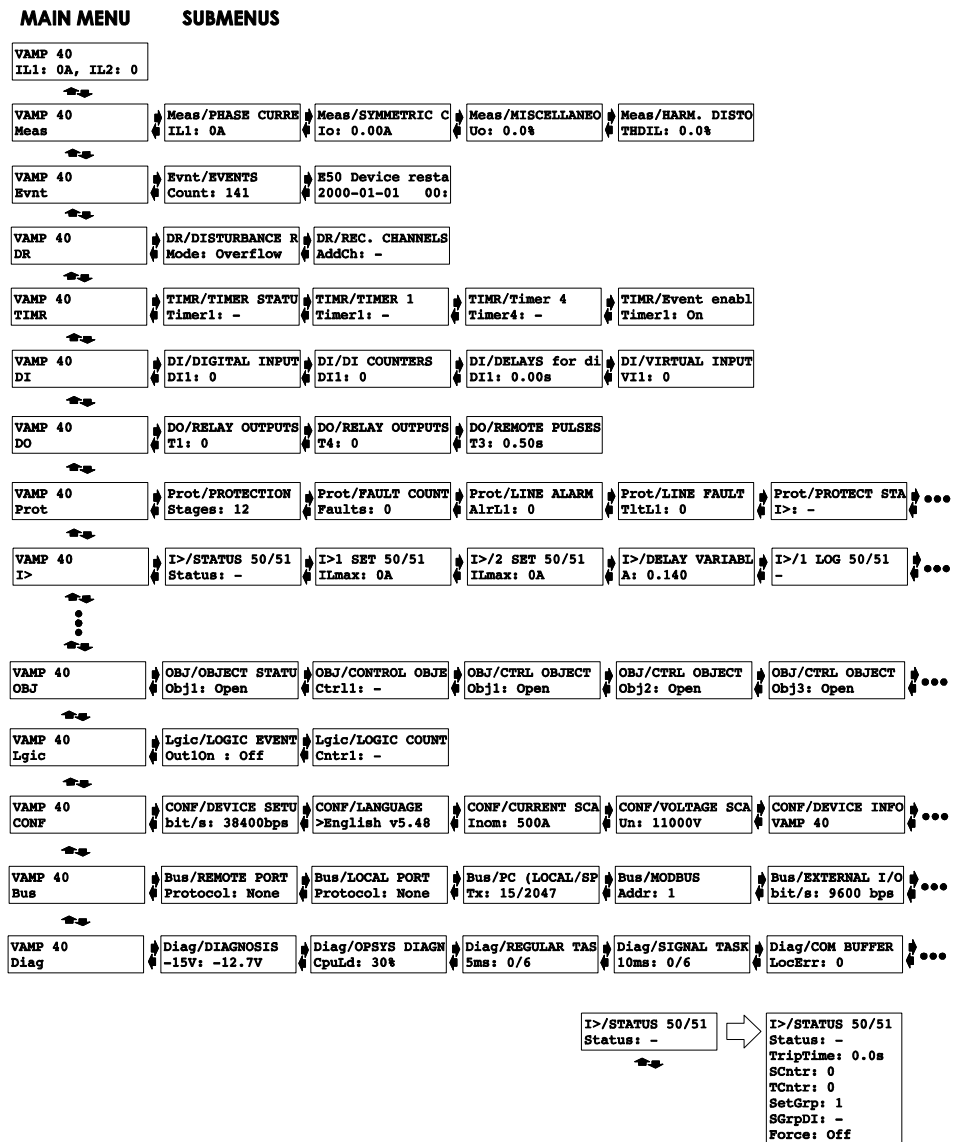 MAIN MENU SUBMENUS
VAMP 40
IL1: 0A, IL2: 0
VAMP 40
Meas
Meas/PHASE CURRE
IL1: 0A
Meas/SYMMETRIC C
Io: 0.00A
Meas/MISCELLANEO
Uo: 0.0%
Meas/HARM. DISTO
THDIL: 0.0%
VAMP 40
Evnt
Evnt/EVENTS
Count: 141
E50 Device resta
2000-01-01 00:
VAMP 40
DR
DR/DISTURBANCE R
Mode: Overflow
DR/REC. CHANNELS
AddCh: -
VAMP 40
TIMR
TIMR/TIMER STATU
Timer1: -
TIMR/TIMER 1
Timer1: -
TIMR/Timer 4
Timer4: -
TIMR/Event enabl
Timer1: On
VAMP 40
DI
DI/DIGITAL INPUT
DI1: 0
DI/DI COUNTERS
DI1: 0
DI/DELAYS for di
DI1: 0.00s
DI/VIRTUAL INPUT
VI1: 0
VAMP 40
DO
DO/RELAY OUTPUTS
T1: 0
DO/RELAY OUTPUTS
T4: 0
DO/REMOTE PULSES
T3: 0.50s
VAMP 40
Prot
Prot/PROTECTION
Stages: 12
Prot/FAULT COUNT
Faults: 0
Prot/LINE ALARM
AlrL1: 0
Prot/LINE FAULT
TltL1: 0
Prot/PROTECT STA
I>: -
VAMP 40
I>
I>/STATUS 50/51
Status: -
I>1 SET 50/51
ILmax: 0A
I>/2 SET 50/51
ILmax: 0A
I>/DELAY VARIABL
A: 0.140
I>/1 LOG 50/51
-
VAMP 40
OBJ
OBJ/OBJECT STATU
Obj1: Open
OBJ/CONTROL OBJE
Ctrl1: -
OBJ/CTRL OBJECT
Obj1: Open
OBJ/CTRL OBJECT
Obj2: Open
OBJ/CTRL OBJECT
Obj3: Open
VAMP 40
Lgic
Lgic/LOGIC EVENT
Out1On : Off
Lgic/LOGIC COUNT
Cntr1: -
VAMP 40
CONF
CONF/DEVICE SETU
bit/s: 38400bps
CONF/LANGUAGE
>English v5.48
CONF/CURRENT SCA
Inom: 500A
CONF/VOLTAGE SCA
Un: 11000V
CONF/DEVICE INFO
VAMP 40
VAMP 40
Bus
Bus/REMOTE PORT
Protocol: None
Bus/LOCAL PORT
Protocol: None
Bus/PC (LOCAL/SP
Tx: 15/2047
Bus/MODBUS
Addr: 1
Bus/EXTERNAL I/O
bit/s: 9600 bps
VAMP 40
Diag
Diag/DIAGNOSIS
-15V: -12.7V
Diag/OPSYS DIAGN
CpuLd: 30%
Diag/REGULAR TAS
5ms: 0/6
Diag/SIGNAL TASK
10ms: 0/6
Diag/COM BUFFER
LocErr: 0
I>/STATUS 50/51
Status: -
I>/STATUS 50/51
Status: -
TripTime: 0.0s
SCntr: 0
TCntr: 0
SetGrp: 1
SGrpDI: -
Force: Off